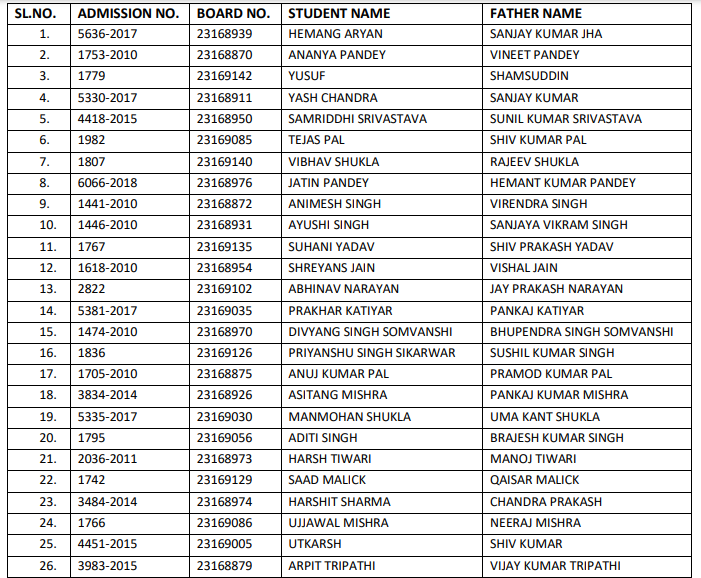 SL.NO. ADMISSION NO. BOARD NO. STUDENT NAME FATHER NAME
1. 5636-2017 23168939 HEMANG ARYAN SANJAY KUMAR JHA
2. 1753-2010 23168870 ANANYA PANDEY VINEET PANDEY
3. 1779 23169142 YUSUF SHAMSUDDIN
4. 5330-2017 23168911 YASH CHANDRA SANJAY KUMAR
5. 4418-2015 23168950 SAMRIDDHI SRIVASTAVA SUNIL KUMAR SRIVASTAVA
6. 1982 23169085 TEJAS PAL SHIV KUMAR PAL
7. 1807 23169140 VIBHAV SHUKLA RAJEEV SHUKLA
8. 6066-2018 23168976 JATIN PANDEY HEMANT KUMAR PANDEY
9. 1441-2010 23168872 ANIMESH SINGH VIRENDRA SINGH
10. 1446-2010 23168931 AYUSHI SINGH SANJAYA VIKRAM SINGH
11. 1767 23169135 SUHANI YADAV SHIV PRAKASH YADAV
12. 1618-2010 23168954 SHREYANS JAIN VISHAL JAIN
13. 2822 23169102 ABHINAV NARAYAN JAY PRAKASH NARAYAN
14. 5381-2017 23169035 PRAKHAR KATIYAR PANKAJ KATIYAR
15. 1474-2010 23168970 DIVYANG SINGH SOMVANSHI BHUPENDRA SINGH SOMVANSHI
16. 1836 23169126 PRIYANSHU SINGH SIKARWAR SUSHIL KUMAR SINGH
17. 1705-2010 23168875 ANUJ KUMAR PAL PRAMOD KUMAR PAL
18. 3834-2014 23168926 ASITANG MISHRA PANKAJ KUMAR MISHRA
19. 5335-2017 23169030 MANMOHAN SHUKLA UMA KANT SHUKLA
20. 1795 23169056 ADITI SINGH BRAJESH KUMAR SINGH
21. 2036-2011 23168973 HARSH TIWARI MANOJ TIWARI
22. 1742 23169129 SAAD MALICK QAISAR MALICK
23. 3484-2014 23168974 HARSHIT SHARMA CHANDRA PRAKASH
24. 1766 23169086 UJJAWAL MISHRA NEERAJ MISHRA
25. 4451-2015 23169005 UTKARSH SHIV KUMAR
26. 3983-2015 23168879 ARPIT TRIPATHI VIJAY KUMAR TRIPATHI